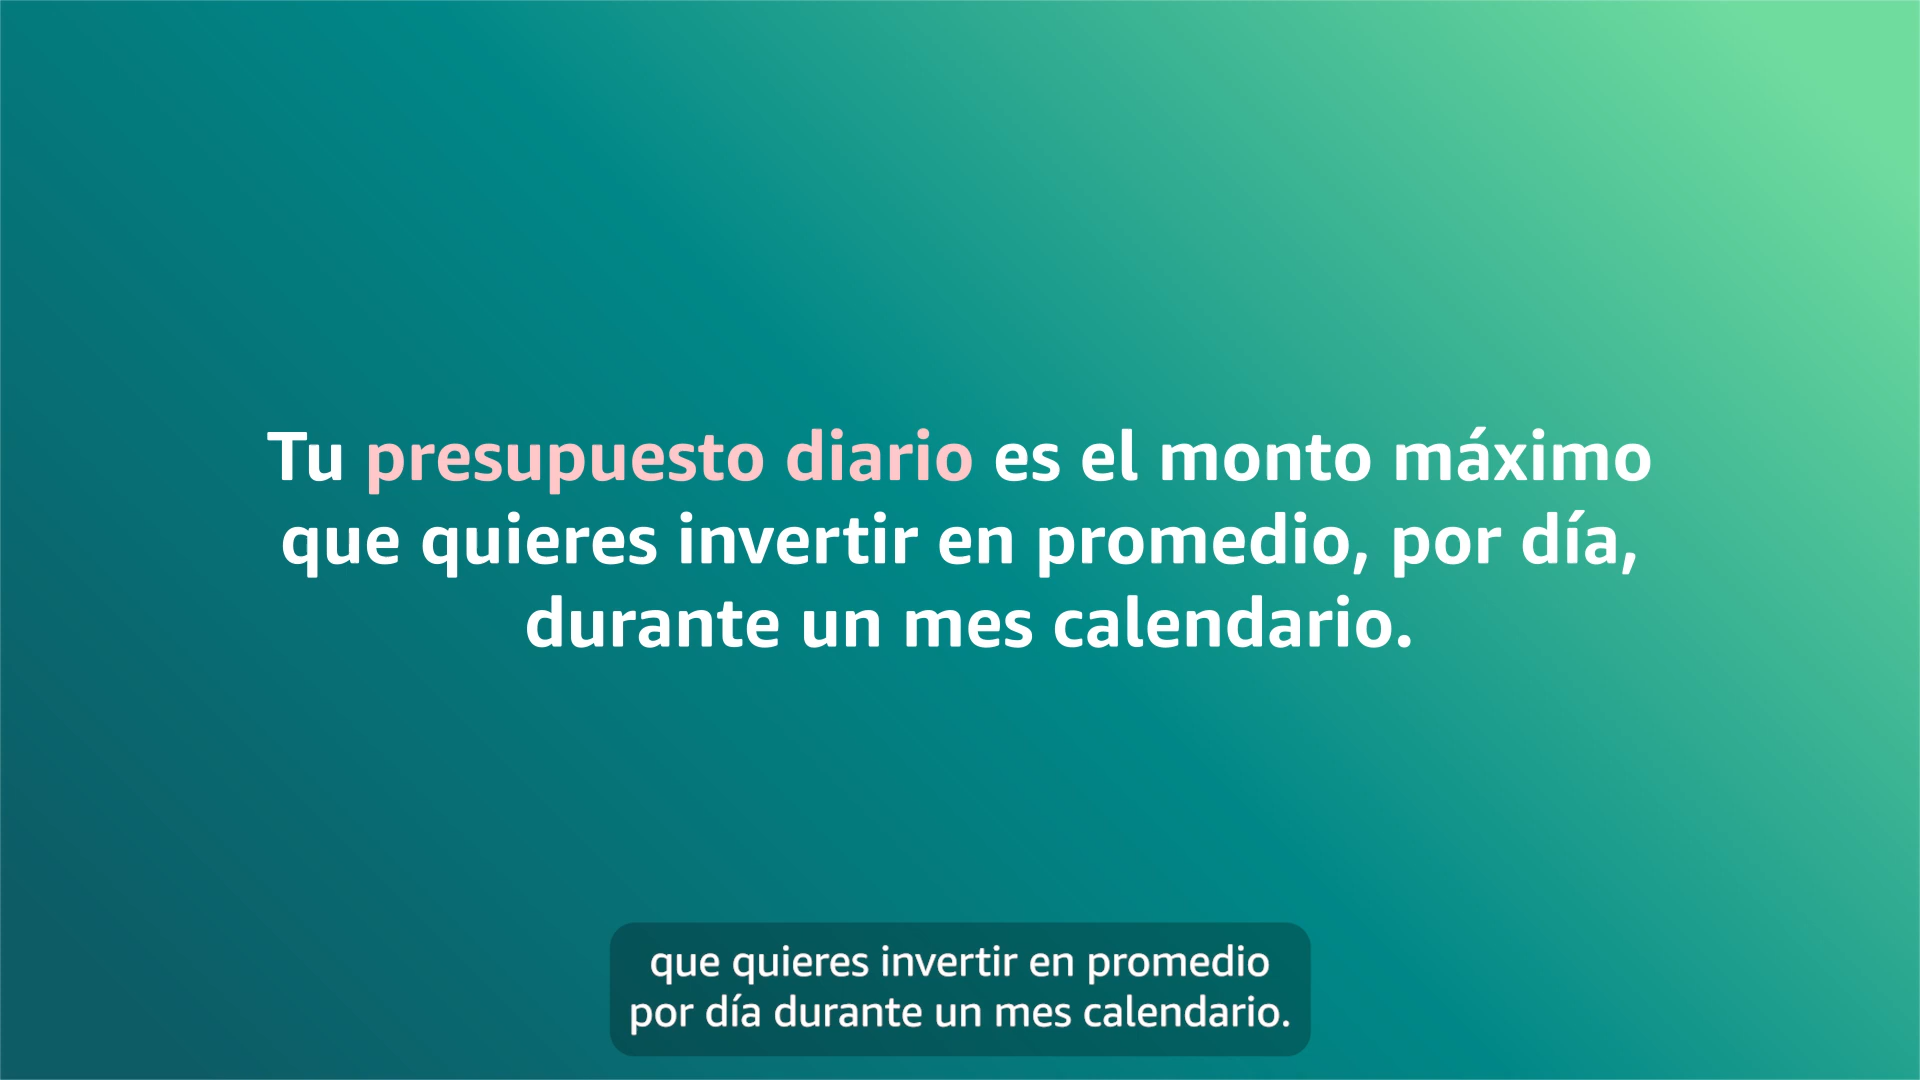 Tu presupuesto diario es el monto máximo
que quieres invertir en promedio, por día,
durante un mes calendario.
que quieres invertir en promedio
por día durante un mes calendario.